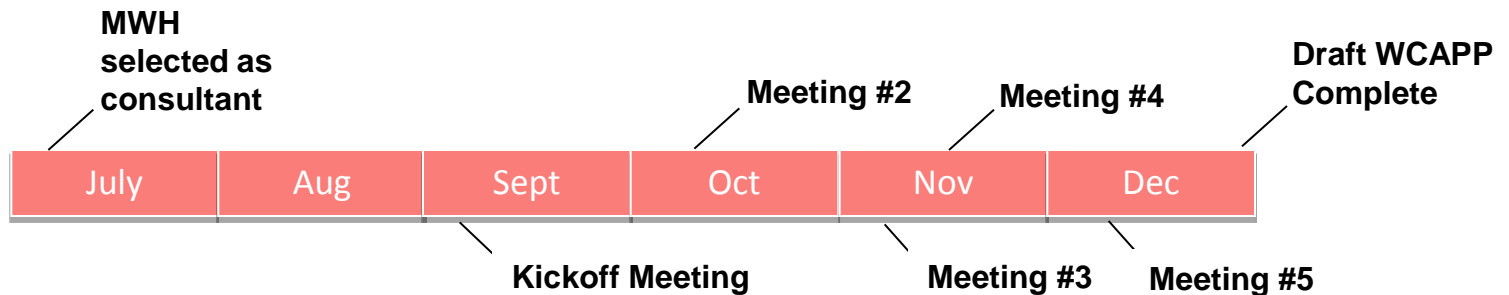 MWH
selected as
consultant
Meeting #2
Meeting #4
Draft WCAPP
Complete
July
Aug
Sept
Oct
Nov
Dec
Kickoff Meeting
Meeting #3
Meeting #5